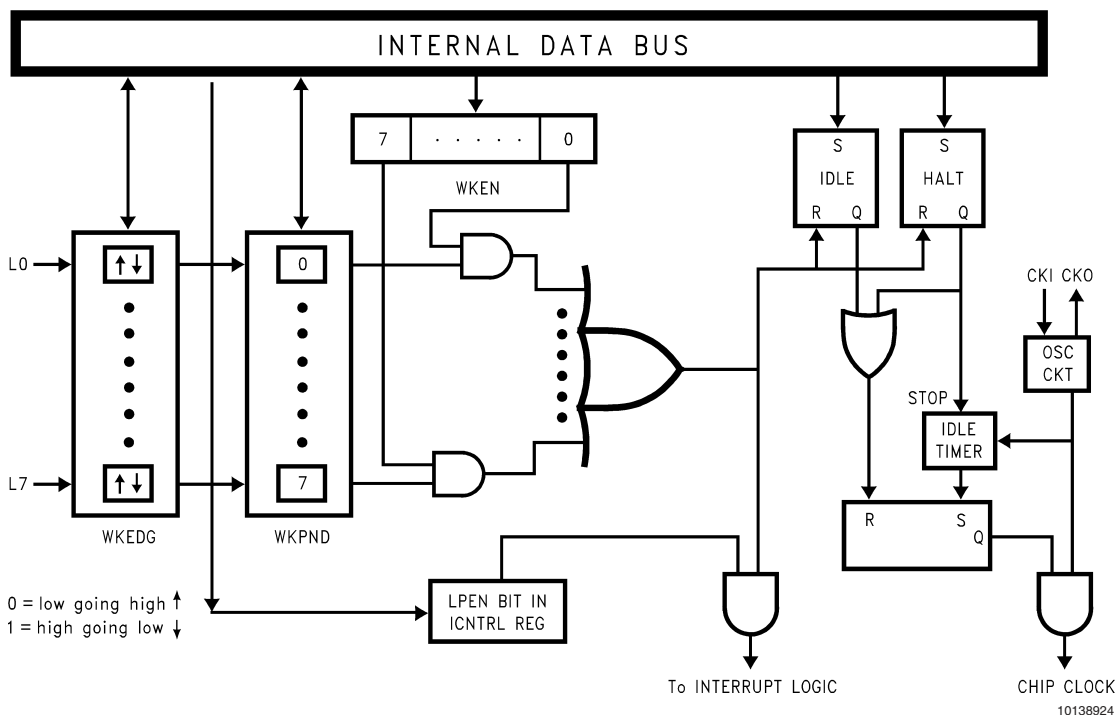 INTERNAL DATA BUS
7 . . . . . 0
WKEN
S
IDLE
R Q
S
HALT
R Q
L0
0
CKI CKO
OSC
CKT
STOP
IDLE
TIMER
L7
7
R S
Q
WKEDG
WKPND
0 = low going high ↑
1 = high going low ↓
LPEN BIT IN
ICNTRL REG
To INTERRUPT LOGIC
CHIP CLOCK
10138924